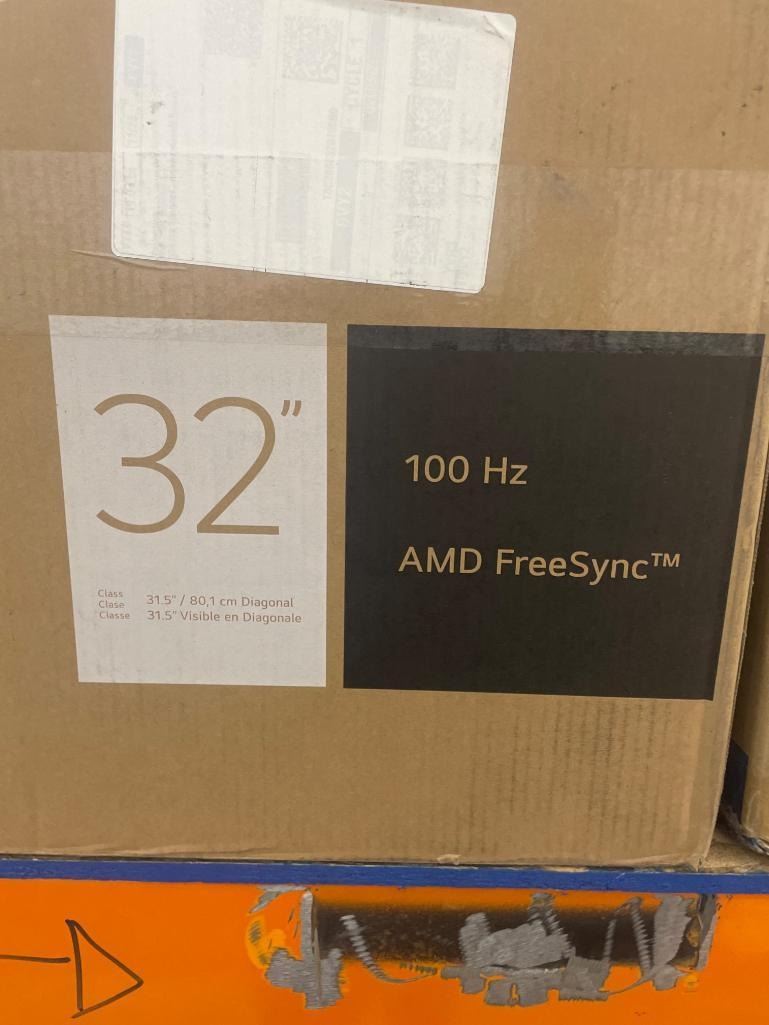 32"
Class
Clase
Classe
31.5" / 80,1 cm Diagonal
31.5" Visible en Diagonale
100 Hz
AMD FreeSync™